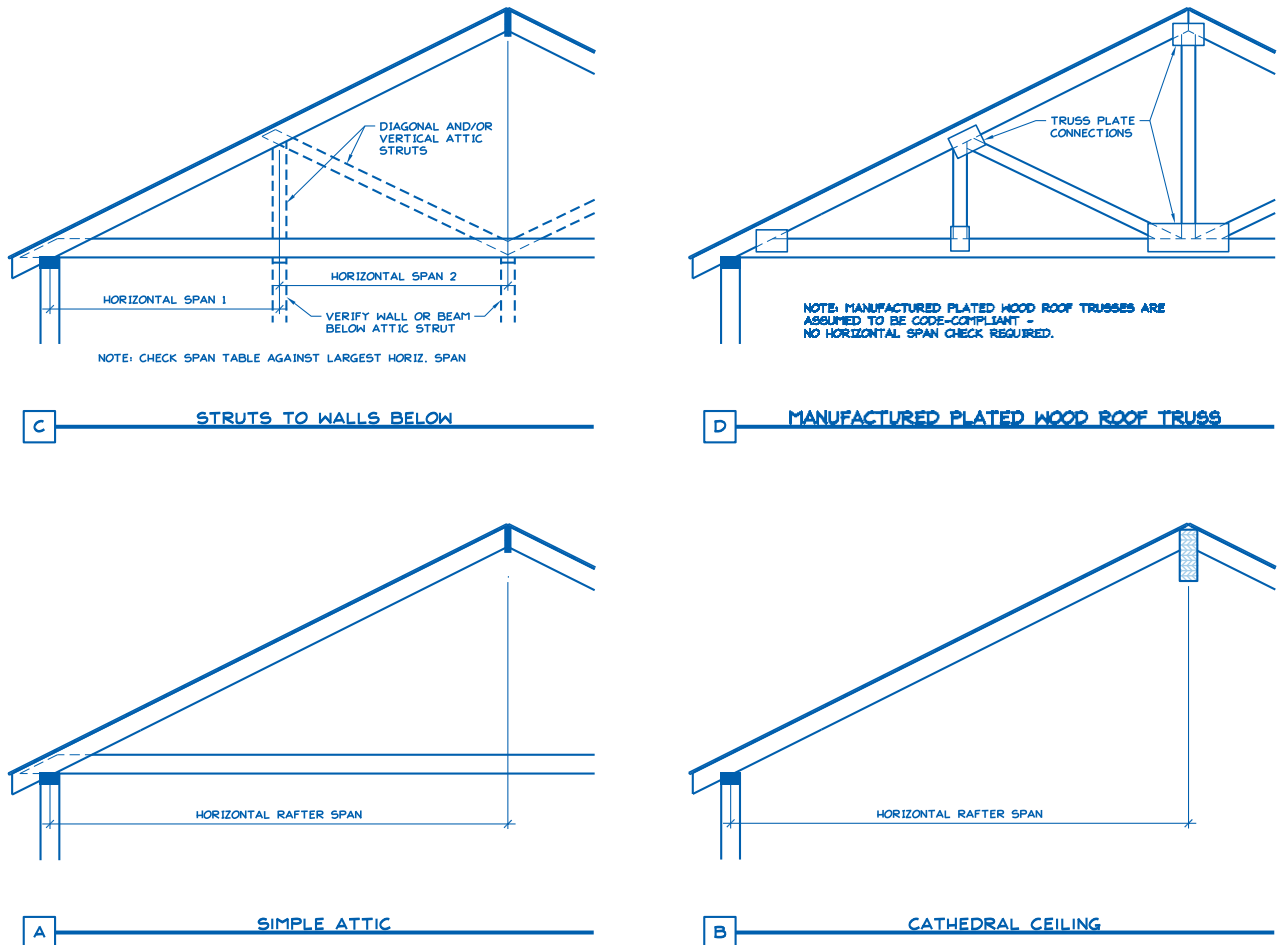 DIAGONAL AND/OR
VERTICAL ATTIC
STRUTS
HORIZONTAL SPAN 2
HORIZONTAL SPAN 1
VERIFY WALL OR BEAM
BELOW ATTIC STRUT
NOTE: CHECK SPAN TABLE AGAINST LARGEST HORIZ. SPAN
C
STRUTS TO WALLS BELOW
TRUSS PLATE
CONNECTIONS
NOTE: MANUFACTURED PLATED WOOD ROOF TRUSSES ARE
ASSUMED TO BE CODE-COMPLIANT -
NO HORIZONTAL SPAN CHECK REQUIRED.
D
MANUFACTURED PLATED WOOD ROOF TRUSS
HORIZONTAL RAFTER SPAN
A
SIMPLE ATTIC
HORIZONTAL RAFTER SPAN
B
CATHEDRAL CEILING